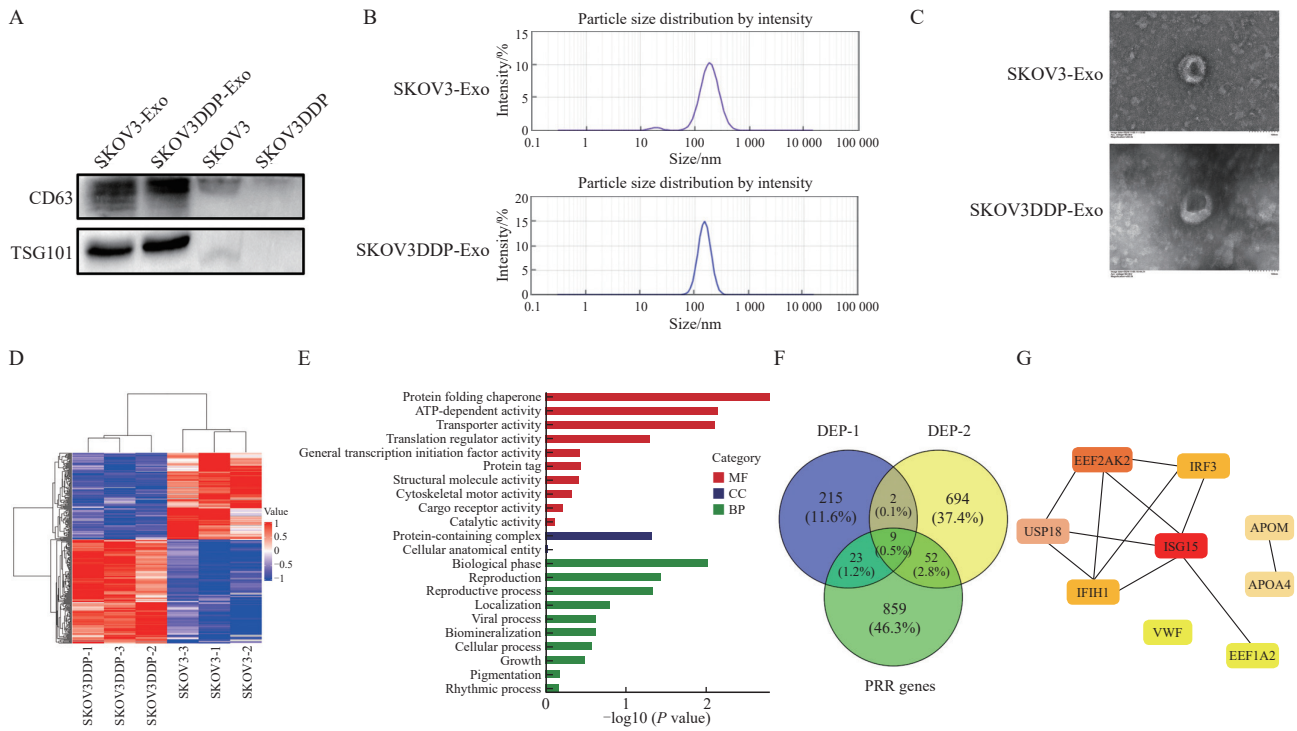 A
SKOV3-Exo
SKOV3DDP-Exo
SKOV3
SKOV3DDP
CD63
TSG101
B
Particle size distribution by intensity
SKOV3-Exo
Intensity/%
15
10
5
0
0.1 1 10 100 1 000 10 000 100 000
Size/nm
Particle size distribution by intensity
SKOV3DDP-Exo
Intensity/%
20
15
10
5
0
0.1 1 10 100 1 000 10 000 100 000
Size/nm
C
SKOV3-Exo
SKOV3DDP-Exo
D
Value
1
0.5
0
−0.5
−1
SKOV3DDP-1
SKOV3DDP-3
SKOV3DDP-2
SKOV3-3
SKOV3-1
SKOV3-2
E
Protein folding chaperone
ATP-dependent activity
Transporter activity
Translation regulator activity
General transcription initiation factor activity
Protein tag
Structural molecule activity
Cytoskeletal motor activity
Cargo receptor activity
Catalytic activity
Protein-containing complex
Cellular anatomical entity
Biological phase
Reproduction
Reproductive process
Localization
Viral process
Biomineralization
Cellular process
Growth
Pigmentation
Rhythmic process
0 1 2
−log10 (P value)
Category
MF
CC
BP
F
DEP-1
DEP-2
215
(11.6%)
2
(0.1%)
694
(37.4%)
9
(0.5%)
23
(1.2%)
52
(2.8%)
859
(46.3%)
PRR genes
G
EEF2AK2
IRF3
USP18
ISG15
APOM
IFIH1
APOA4
VWF
EEF1A2